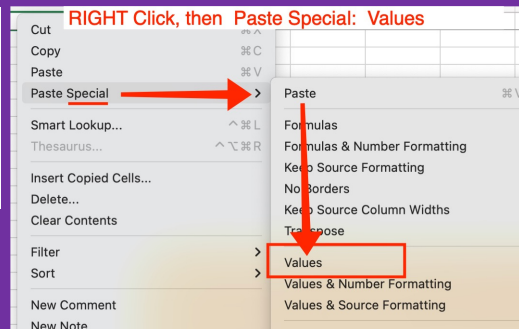 RIGHT Click, then Paste Special: Values
Cut ⌘X
Copy ⌘C
Paste ⌘V
Paste Special >
Smart Lookup... ^⌘L
Thesaurus... ^⌥⌘R
Insert Copied Cells...
Delete...
Clear Contents
Filter >
Sort >
New Comment
New Note
Paste ⌘V
Formulas
Formulas & Number Formatting
Keep Source Formatting
No Borders
Keep Source Column Widths
Transpose
Values
Values & Number Formatting
Values & Source Formatting